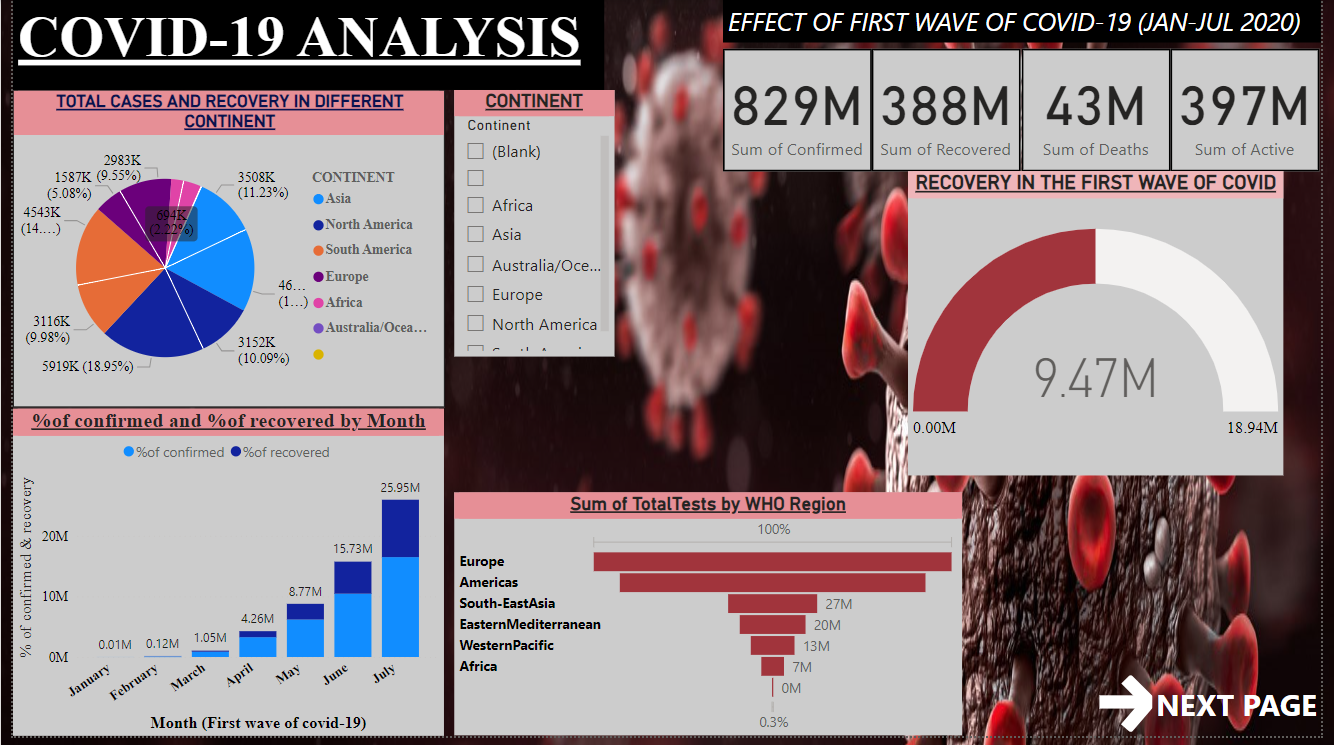 COVID-19 ANALYSIS
EFFECT OF FIRST WAVE OF COVID-19 (JAN-JUL 2020)
829M
Sum of Confirmed
388M
Sum of Recovered
43M
Sum of Deaths
397M
Sum of Active
TOTAL CASES AND RECOVERY IN DIFFERENT
CONTINENT
2983K
(9.55%)
1587K
(5.08%)
4543K
(14....)
694K
(2.22%)
3508K
(11.23%)
46...
(1...)
3152K
(10.09%)
3116K
(9.98%)
5919K (18.95%)
CONTINENT
Asia
North America
South America
Europe
Africa
Australia/Ocea...
CONTINENT
Continent
(Blank)
Africa
Asia
Australia/Oce...
Europe
North America
RECOVERY IN THE FIRST WAVE OF COVID
9.47M
0.00M
18.94M
%of confirmed and %of recovered by Month
%of confirmed
%of recovered
% of confirmed & recovery
20M
10M
0M
0.01M
0.12M
1.05M
4.26M
8.77M
15.73M
25.95M
January
February
March
April
May
June
July
Month (First wave of covid-19)
Sum of TotalTests by WHO Region
100%
Europe
Americas
South-EastAsia
27M
EasternMediterranean
20M
WesternPacific
13M
Africa
7M
0M
0.3%
NEXT PAGE